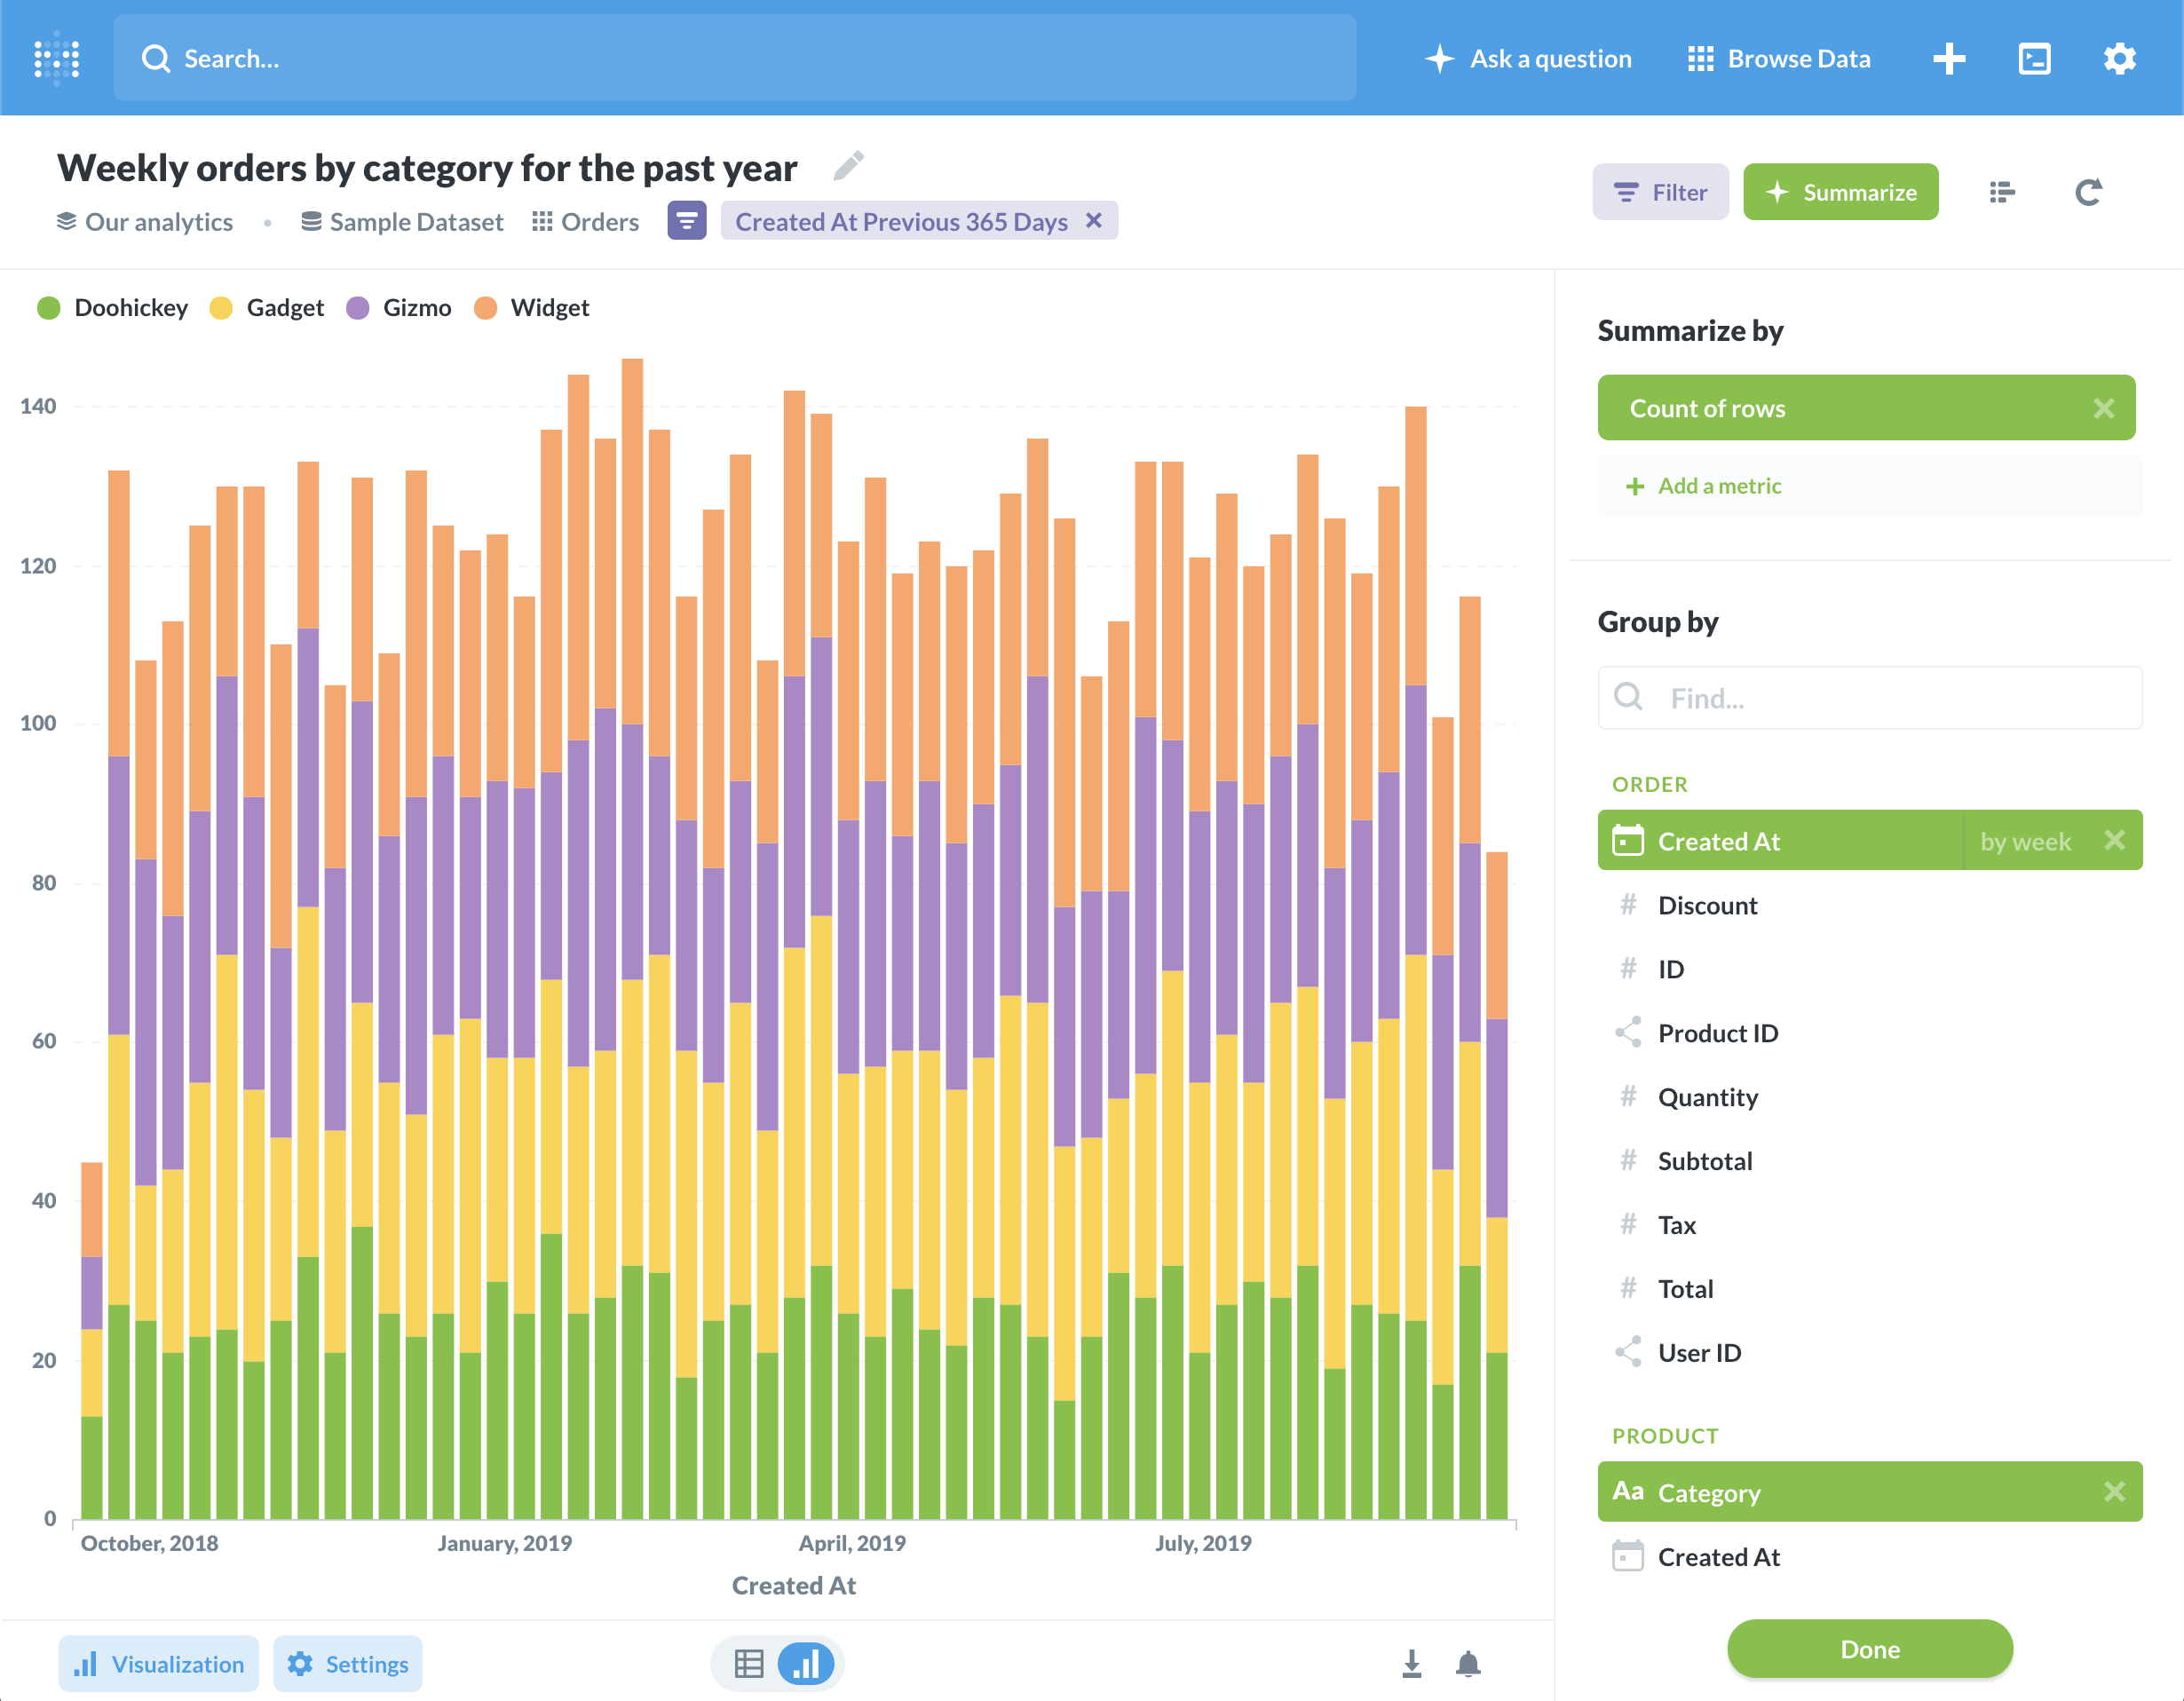 Search...
Ask a question
Browse Data
Weekly orders by category for the past year
Our analytics • Sample Dataset Orders Created At Previous 365 Days
Filter
Summarize
Doohickey Gadget Gizmo Widget
140
120
100
80
60
40
20
0
October, 2018 January, 2019 April, 2019 July, 2019
Created At
Visualization
Settings
Summarize by
Count of rows
+ Add a metric
Group by
Find...
ORDER
Created At by week
# Discount
# ID
Product ID
# Quantity
# Subtotal
# Tax
# Total
User ID
PRODUCT
Aa Category
Created At
Done